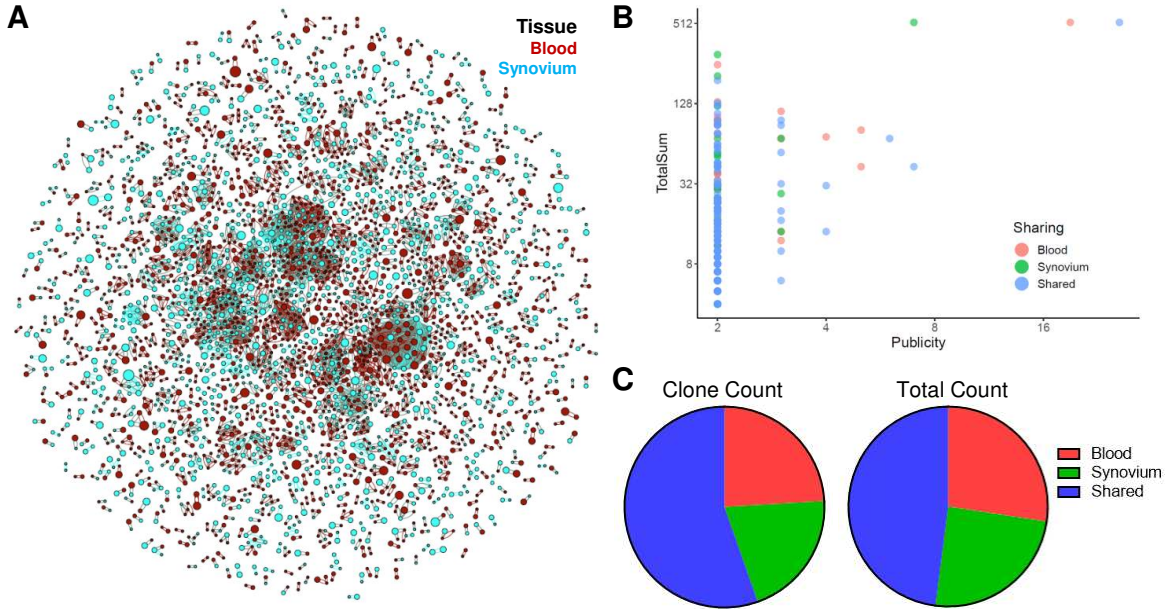 A
Tissue
Blood
Synovium
B
512
128
32
8
TotalSum
2
4
8
16
Publicity
Sharing
Blood
Synovium
Shared
C
Clone Count
Total Count
Blood
Synovium
Shared